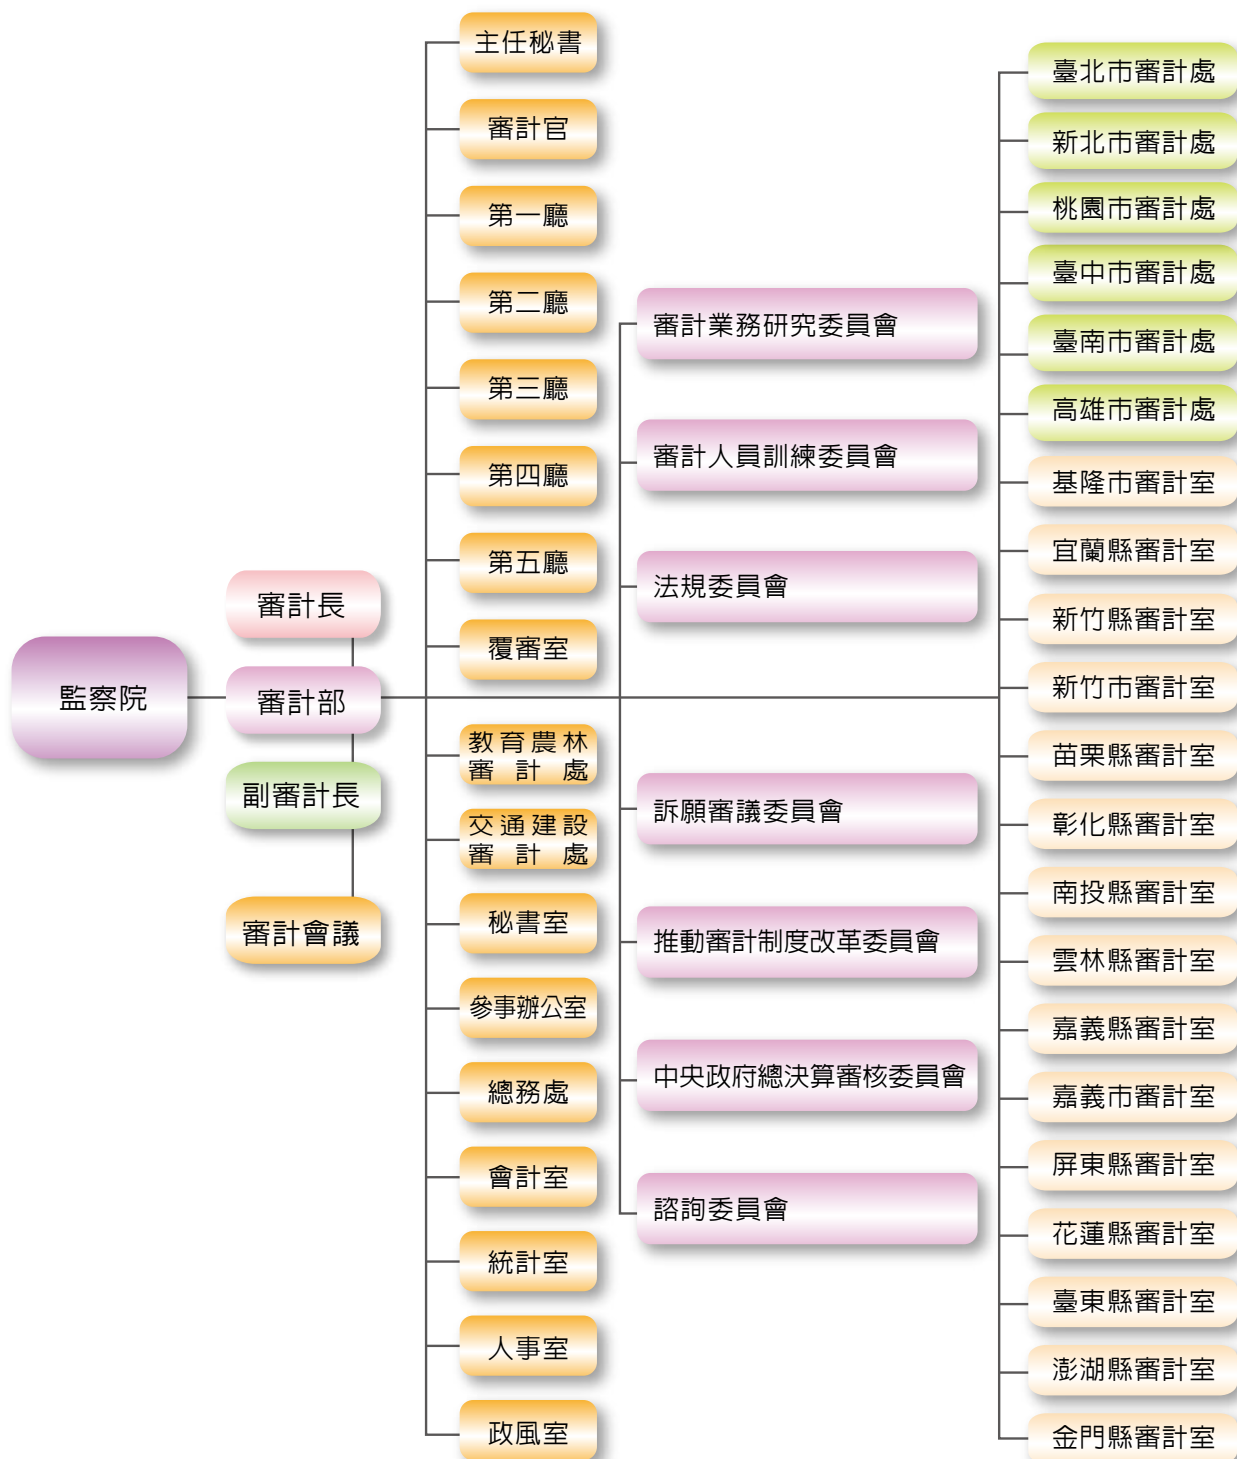 監察院
審計長
審計部
副審計長
審計會議
主任秘書
審計官
第一廳
第二廳
第三廳
第四廳
第五廳
覆審室
教育農林
審計處
交通建設
審計處
秘書室
參事辦公室
總務處
會計室
統計室
人事室
政風室
審計業務研究委員會
審計人員訓練委員會
法規委員會
訴願審議委員會
推動審計制度改革委員會
中央政府總決算審核委員會
諮詢委員會
臺北市審計處
新北市審計處
桃園市審計處
臺中市審計處
臺南市審計處
高雄市審計處
基隆市審計室
宜蘭縣審計室
新竹縣審計室
新竹市審計室
苗栗縣審計室
彰化縣審計室
南投縣審計室
雲林縣審計室
嘉義縣審計室
嘉義市審計室
屏東縣審計室
花蓮縣審計室
臺東縣審計室
澎湖縣審計室
金門縣審計室